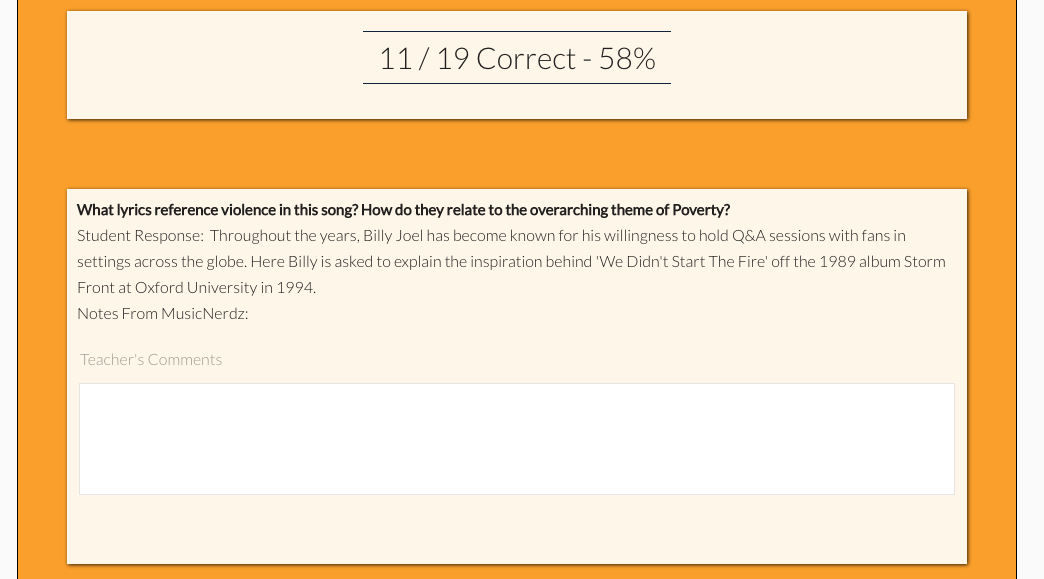 11 / 19 Correct - 58%
What lyrics reference violence in this song? How do they relate to the overarching theme of Poverty?
Student Response:  Throughout the years, Billy Joel has become known for his willingness to hold Q&A sessions with fans in
settings across the globe. Here Billy is asked to explain the inspiration behind 'We Didn't Start The Fire' off the 1989 album Storm
Front at Oxford University in 1994.
Notes From MusicNerdz:
Teacher's Comments